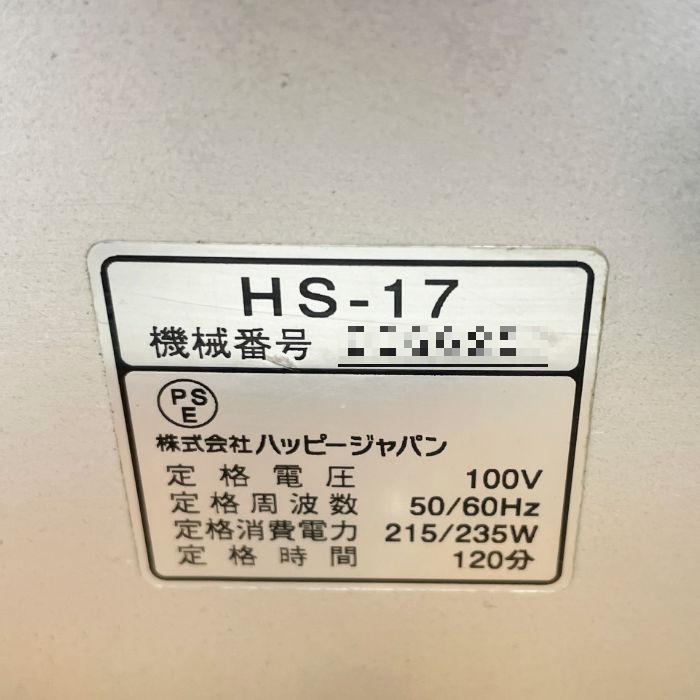 HS-17
機械番号
PS
E
株式会社ハッピージャパン
定格電圧 100V
定格周波数 50/60Hz
定格消費電力 215/235W
定格時間 120分